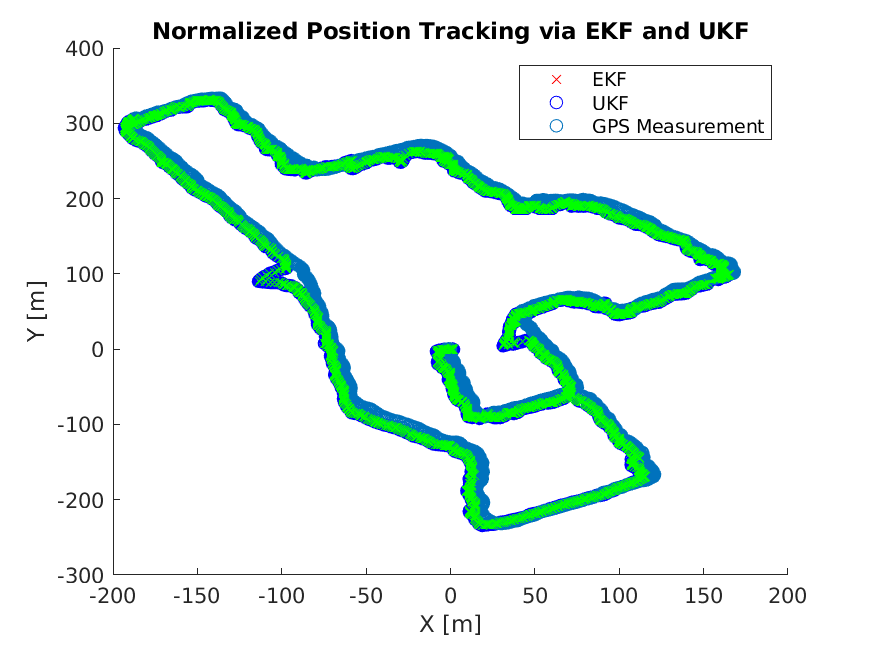 Normalized Position Tracking via EKF and UKF
EKF
UKF
GPS Measurement
400
300
200
100
0
-100
-200
-300
Y [m]
-200 -150 -100 -50 0 50 100 150 200
X [m]